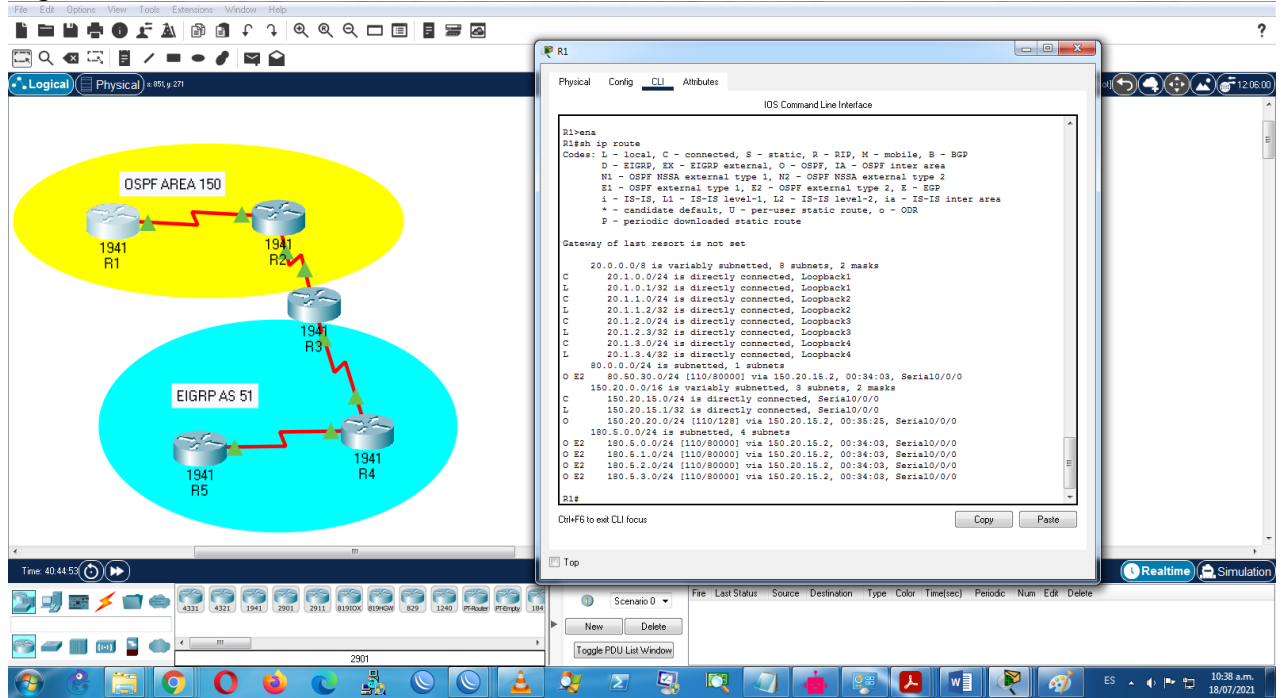 File Edit Options View Tools Extensions Window Help
?
Logical Physical x: 851, y: 271
12:06:00
OSPF AREA 150
1941
R1
1941
R2
1941
R3
EIGRP AS 51
1941
R4
1941
R5
R1
Physical Config CLI Attributes
IOS Command Line Interface
R1>ena
R1#sh ip route
Codes: L - local, C - connected, S - static, R - RIP, M - mobile, B - BGP
D - EIGRP, EX - EIGRP external, O - OSPF, IA - OSPF inter area
N1 - OSPF NSSA external type 1, N2 - OSPF NSSA external type 2
E1 - OSPF external type 1, E2 - OSPF external type 2, E - EGP
i - IS-IS, L1 - IS-IS level-1, L2 - IS-IS level-2, ia - IS-IS inter area
* - candidate default, U - per-user static route, o - ODR
P - periodic downloaded static route
Gateway of last resort is not set
20.0.0.0/8 is variably subnetted, 8 subnets, 2 masks
C 20.1.0.0/24 is directly connected, Loopback1
L 20.1.0.1/32 is directly connected, Loopback1
C 20.1.1.0/24 is directly connected, Loopback2
L 20.1.1.2/32 is directly connected, Loopback2
C 20.1.2.0/24 is directly connected, Loopback3
L 20.1.2.3/32 is directly connected, Loopback3
C 20.1.3.0/24 is directly connected, Loopback4
L 20.1.3.4/32 is directly connected, Loopback4
80.0.0.0/24 is subnetted, 1 subnets
O E2 80.50.30.0/24 [110/80000] via 150.20.15.2, 00:34:03, Serial0/0/0
150.20.0.0/16 is variably subnetted, 3 subnets, 2 masks
C 150.20.15.0/24 is directly connected, Serial0/0/0
L 150.20.15.1/32 is directly connected, Serial0/0/0
O 150.20.20.0/24 [110/128] via 150.20.15.2, 00:35:25, Serial0/0/0
180.5.0.0/24 is subnetted, 4 subnets
O E2 180.5.0.0/24 [110/80000] via 150.20.15.2, 00:34:03, Serial0/0/0
O E2 180.5.1.0/24 [110/80000] via 150.20.15.2, 00:34:03, Serial0/0/0
O E2 180.5.2.0/24 [110/80000] via 150.20.15.2, 00:34:03, Serial0/0/0
O E2 180.5.3.0/24 [110/80000] via 150.20.15.2, 00:34:03, Serial0/0/0
R1#
Ctrl+F6 to exit CLI focus Copy Paste
Top
Time: 40:44:53 Realtime Simulation
4331 4321 1941 2901 2911 819IOX 819HGW 829 1240 PT-Router PT-Empty 184
2901
Scenario 0
New Delete
Toggle PDU List Window
Fire Last Status Source Destination Type Color Time(sec) Periodic Num Edit Delete
ES 10:38 a.m.
18/07/2021